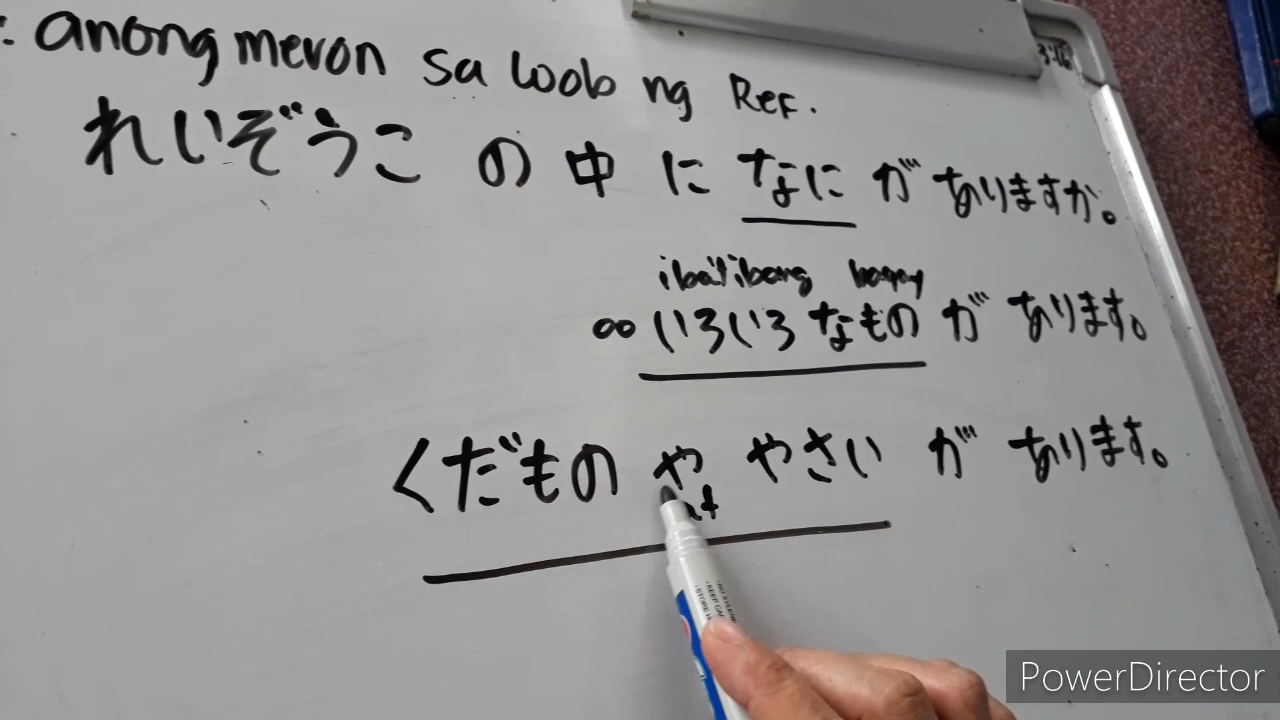 : anong meron sa loob ng Ref.
れいぞうこ の 中 に なに が ありますか。
iba't ibang bagay
∞ いろいろ なもの が あります。
くだもの や やさい が あります。
at
PowerDirector